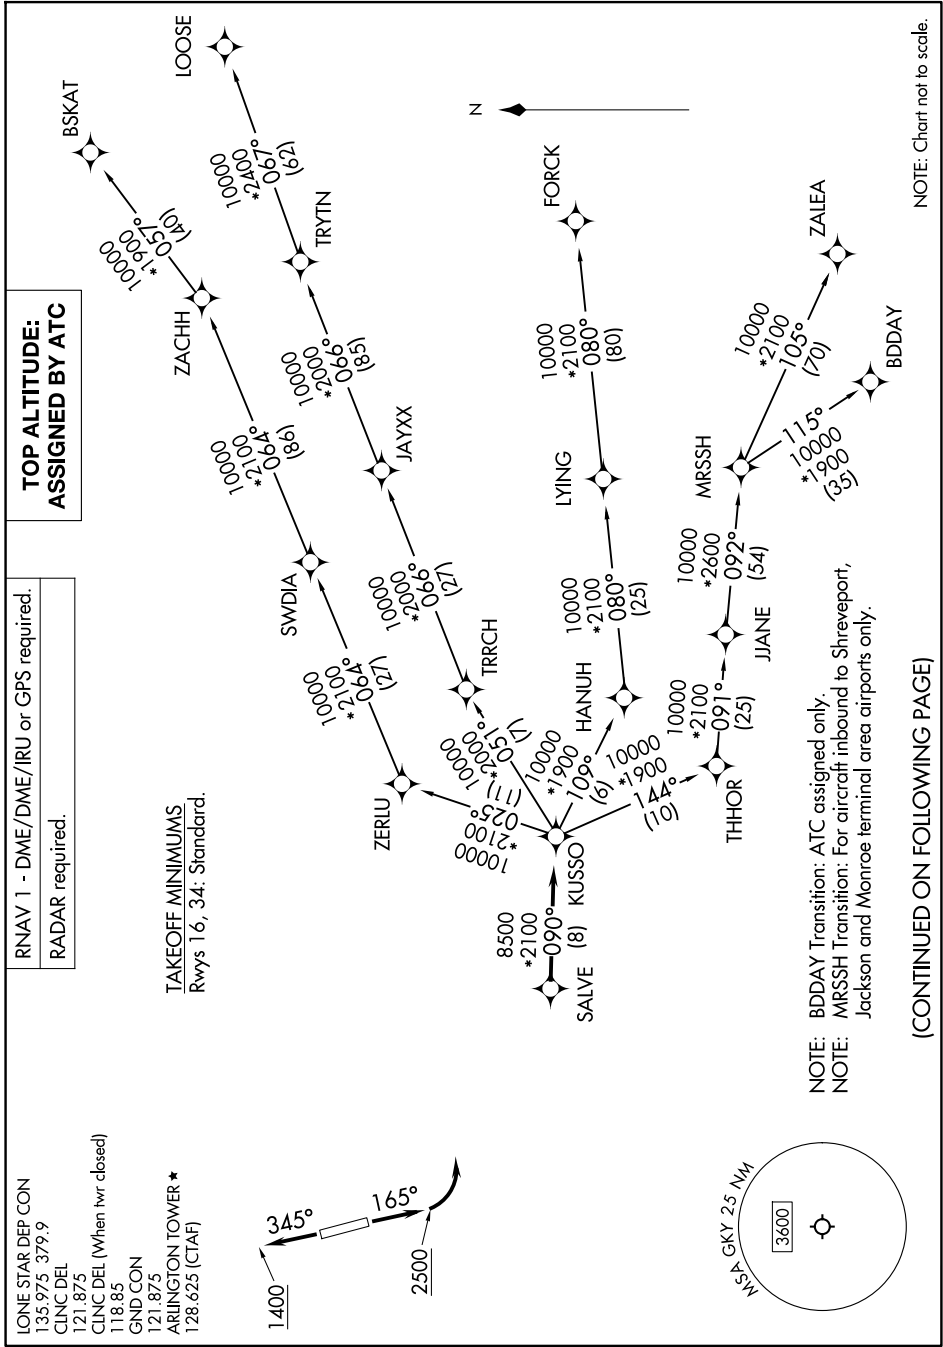 LONE STAR DEP CON
135.975 379.9
CLNC DEL
121.875
CLNC DEL (When twr closed)
118.85
GND CON
121.875
ARLINGTON TOWER ★
128.625 (CTAF)
RNAV 1 - DME/DME/IRU or GPS required.
RADAR required.
TOP ALTITUDE:
ASSIGNED BY ATC
TAKEOFF MINIMUMS
Rwys 16, 34: Standard.
345°
165°
1400
2500
SALVE
8500
*2100
090°
(8)
KUSSO
10000
*2100
025°
(11)
ZERLU
10000
*2100
064°
(27)
SWDIA
10000
*2100
064°
(86)
ZACHH
10000
*1900
057°
(40)
BSKAT
10000
*2000
051°
(7)
TRRCH
10000
*2000
066°
(27)
JAYXX
10000
*2000
066°
(85)
TRYTN
10000
*2400
067°
(62)
LOOSE
10000
*1900
109°
(6)
HANUH
10000
*2100
080°
(25)
LYING
10000
*2100
080°
(80)
FORCK
10000
*1900
144°
(10)
THHOR
10000
*2100
091°
(25)
JJANE
10000
*2600
092°
(54)
MRSSH
10000
*2100
105°
(70)
ZALEA
115°
10000
*1900
(35)
BDDAY
N
MSA GKY 25 NM
3600
NOTE: BDDAY Transition: ATC assigned only.
NOTE: MRSSH Transition: For aircraft inbound to Shreveport,
Jackson and Monroe terminal area airports only.
NOTE: Chart not to scale.
(CONTINUED ON FOLLOWING PAGE)